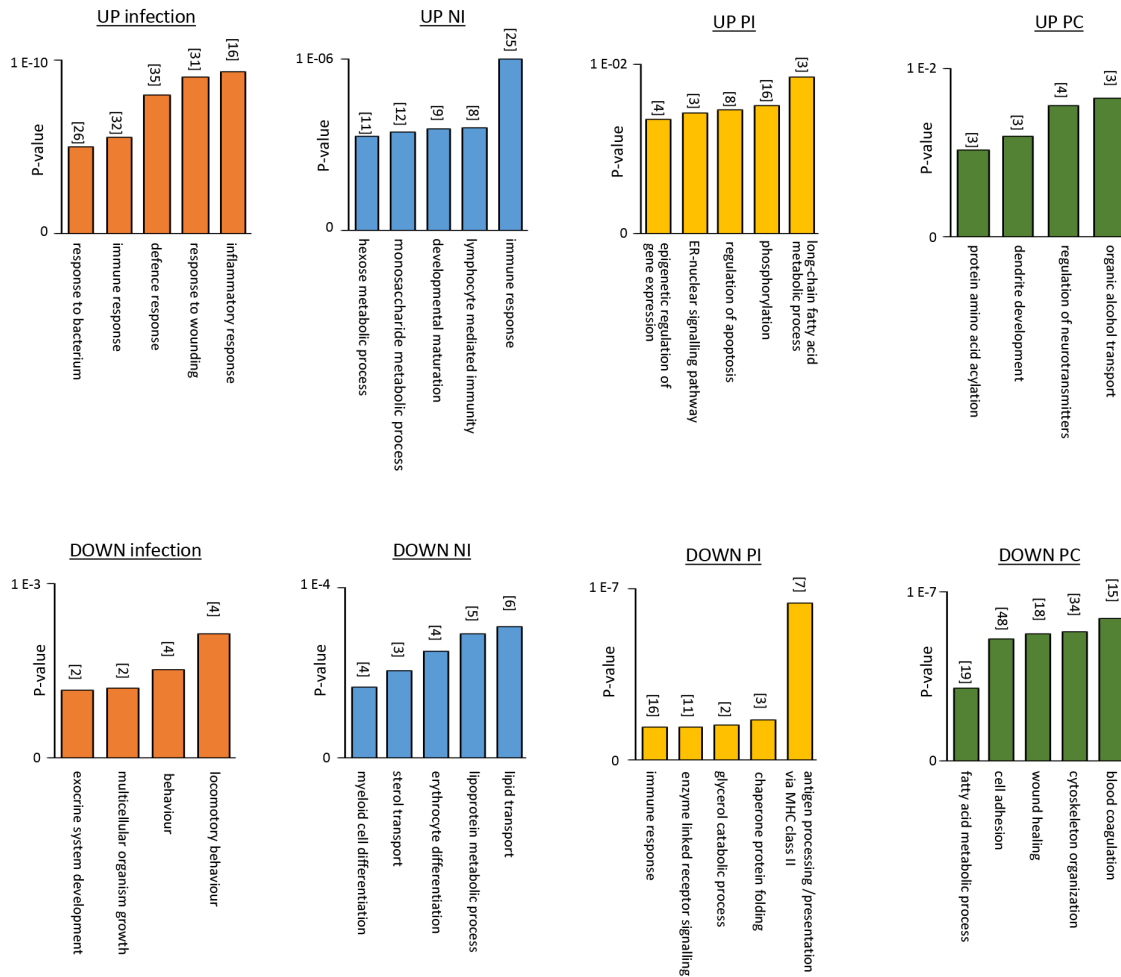 UP infection
1 E-10
P-value
0
[26]
[32]
[35]
[31]
[16]
response to bacterium
immune response
defence response
response to wounding
inflammatory response
UP NI
1 E-06
P-value
0
[11]
[12]
[9]
[8]
[25]
hexose metabolic process
monosaccharide metabolic process
developmental maturation
lymphocyte mediated immunity
immune response
UP PI
1 E-02
P-value
0
[4]
[3]
[8]
[16]
[3]
epigenetic regulation of
gene expression
ER-nuclear signalling pathway
regulation of apoptosis
phosphorylation
long-chain fatty acid
metabolic process
UP PC
1 E-2
P-value
0
[3]
[3]
[4]
[3]
protein amino acid acylation
dendrite development
regulation of neurotransmitters
organic alcohol transport
DOWN infection
1 E-3
P-value
0
[2]
[2]
[4]
[4]
exocrine system development
multicellular organism growth
behaviour
locomotory behaviour
DOWN NI
1 E-4
P-value
0
[4]
[3]
[4]
[5]
[6]
myeloid cell differentiation
sterol transport
erythrocyte differentiation
lipoprotein metabolic process
lipid transport
DOWN PI
1 E-7
P-value
0
[16]
[11]
[2]
[3]
[7]
immune response
enzyme linked receptor signalling
glycerol catabolic process
chaperone protein folding
antigen processing /presentation
via MHC class II
DOWN PC
1 E-7
P-value
0
[19]
[48]
[18]
[34]
[15]
fatty acid metabolic process
cell adhesion
wound healing
cytoskeleton organization
blood coagulation